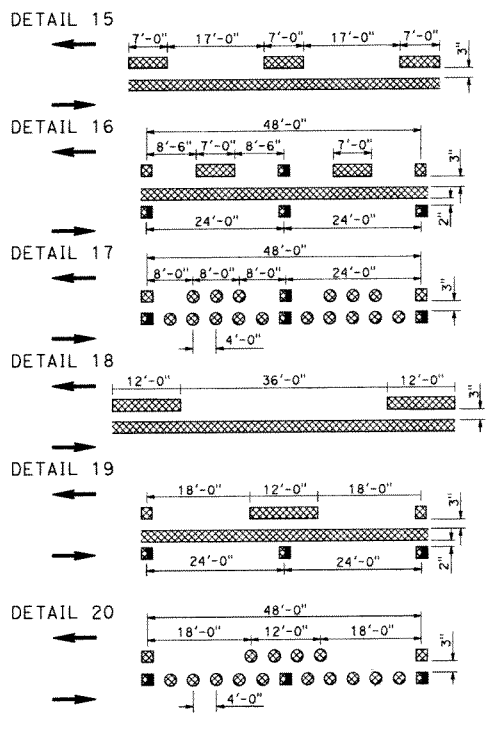 DETAIL 15
7'-0" 17'-0" 7'-0" 17'-0" 7'-0"
3"
DETAIL 16
48'-0"
8'-6" 7'-0" 8'-6" 7'-0"
3"
24'-0" 24'-0"
2"
DETAIL 17
48'-0"
8'-0" 8'-0" 8'-0" 24'-0"
3"
4'-0"
DETAIL 18
12'-0" 36'-0" 12'-0"
3"
DETAIL 19
18'-0" 12'-0" 18'-0"
3"
24'-0" 24'-0"
2"
DETAIL 20
48'-0"
18'-0" 12'-0" 18'-0"
3"
4'-0"